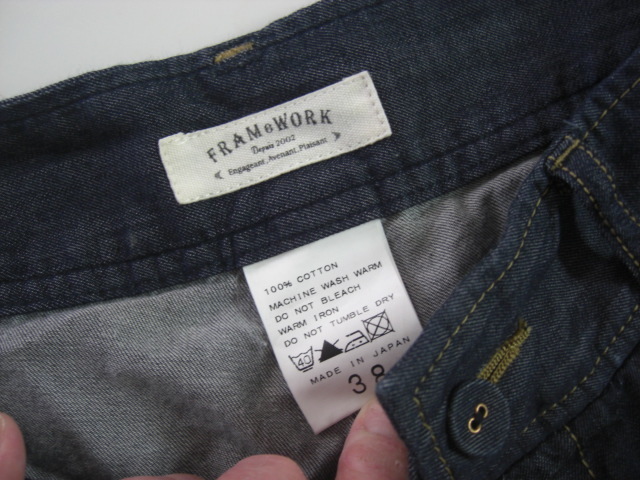 FRAMeWORK
Depuis 2002
Engageant, Avenant, Plaisant
100% COTTON
MACHINE WASH WARM
DO NOT BLEACH
WARM IRON
DO NOT TUMBLE DRY
40
MADE IN JAPAN
38